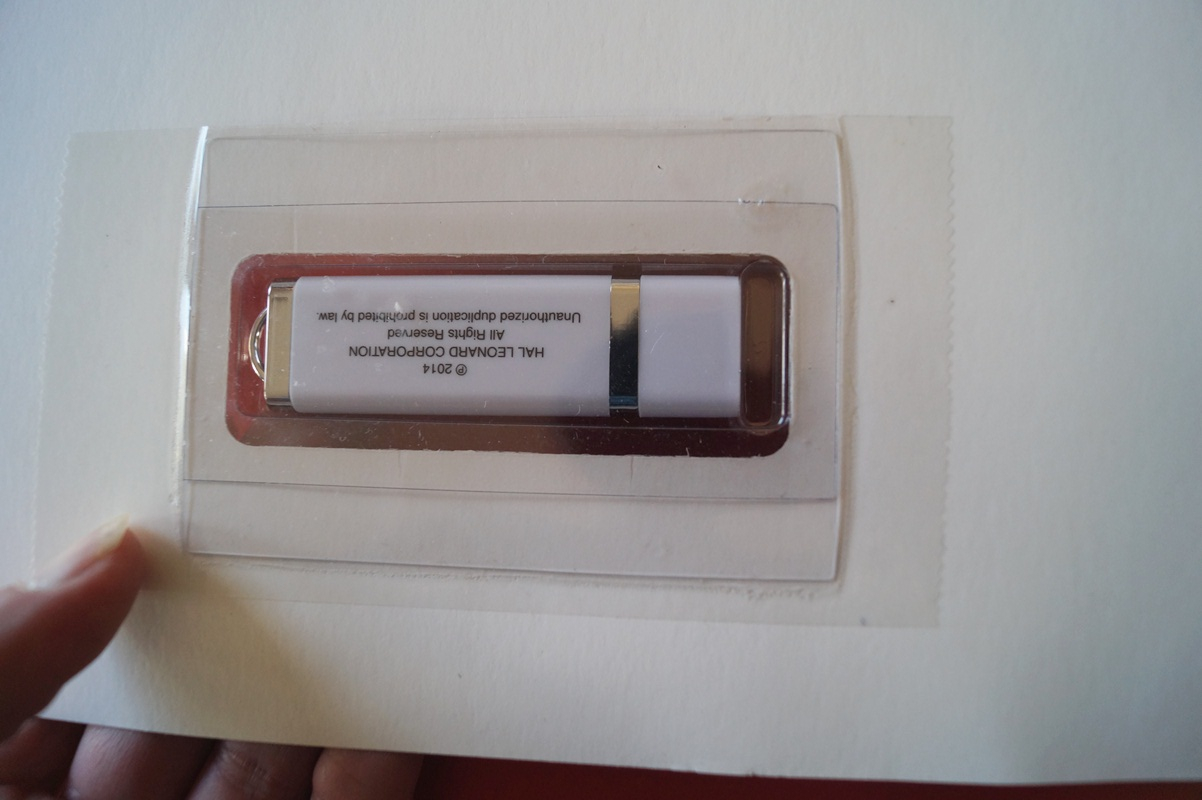 ℗ 2014
HAL LEONARD CORPORATION
All Rights Reserved
Unauthorized duplication is prohibited by law.